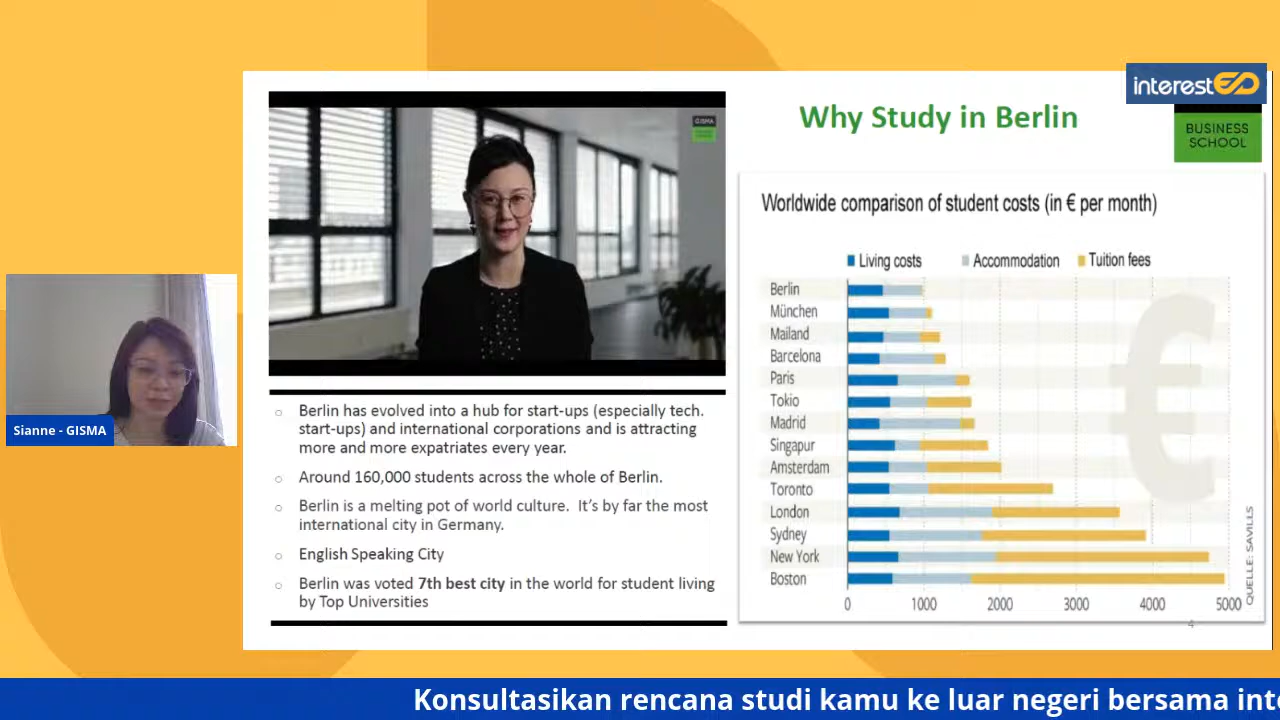 interestED
Why Study in Berlin
BUSINESS
SCHOOL
GISMA
Worldwide comparison of student costs (in € per month)
Living costs
Accommodation
Tuition fees
Berlin
München
Mailand
Barcelona
Paris
Tokio
Madrid
Singapur
Amsterdam
Toronto
London
Sydney
New York
Boston
0
1000
2000
3000
4000
5000
€
QUELLE: SAVILLS
4
Sianne - GISMA
○ Berlin has evolved into a hub for start-ups (especially tech.
start-ups) and international corporations and is attracting
more and more expatriates every year.
○ Around 160,000 students across the whole of Berlin.
○ Berlin is a melting pot of world culture. It's by far the most
international city in Germany.
○ English Speaking City
○ Berlin was voted 7th best city in the world for student living
by Top Universities
Konsultasikan rencana studi kamu ke luar negeri bersama inte